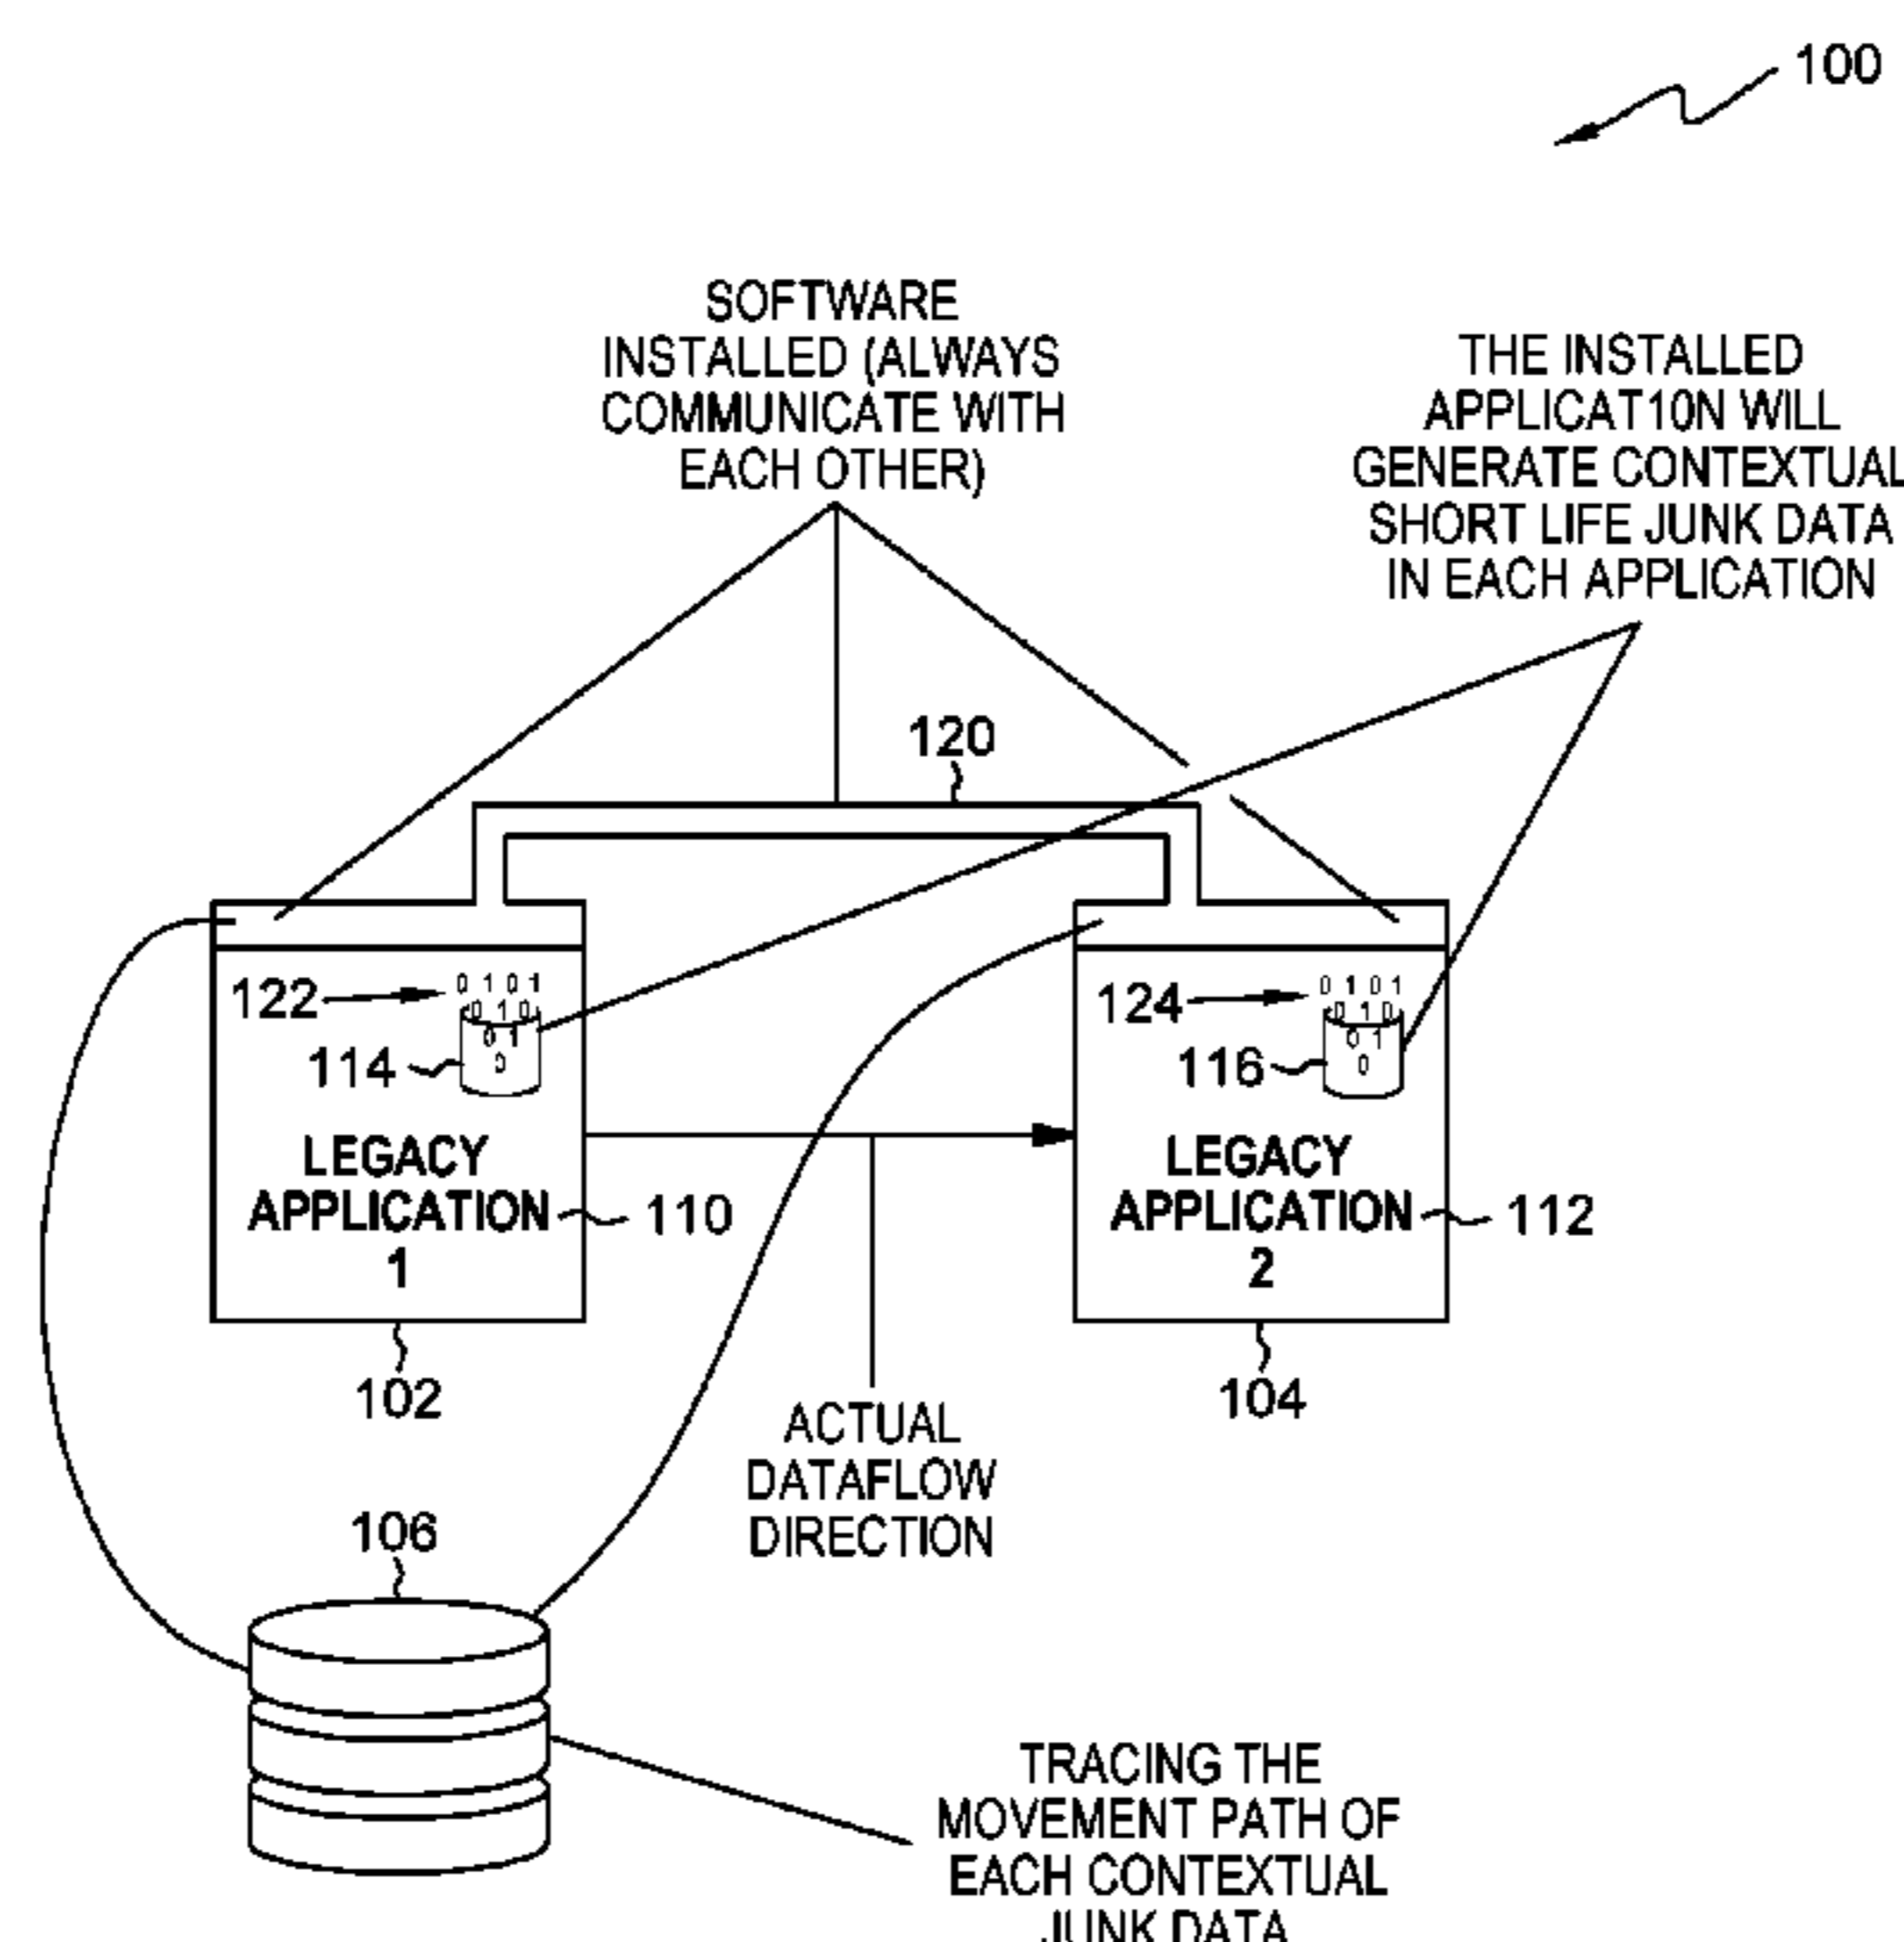 100
SOFTWARE
INSTALLED (ALWAYS
COMMUNICATE WITH
EACH OTHER)
THE INSTALLED
APPLICAT10N WILL
GENERATE CONTEXTUAL
SHORT LIFE JUNK DATA
IN EACH APPLICATION
120
122
0 1 0 1
0 1 0
0 1
0
114
LEGACY
APPLICATION
1
110
102
124
0 1 0 1
0 1 0
0 1
0
116
LEGACY
APPLICATION
2
112
104
ACTUAL
DATAFLOW
DIRECTION
106
TRACING THE
MOVEMENT PATH OF
EACH CONTEXTUAL
JUNK DATA